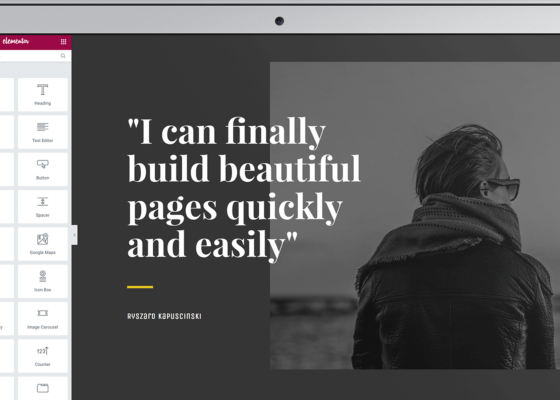 elementor
Heading
Text Editor
Button
Spacer
Google Maps
Icon Box
Image Carousel
123
Counter
"I can finally
build beautiful
pages quickly
and easily"
Ryszard Kapuscinski